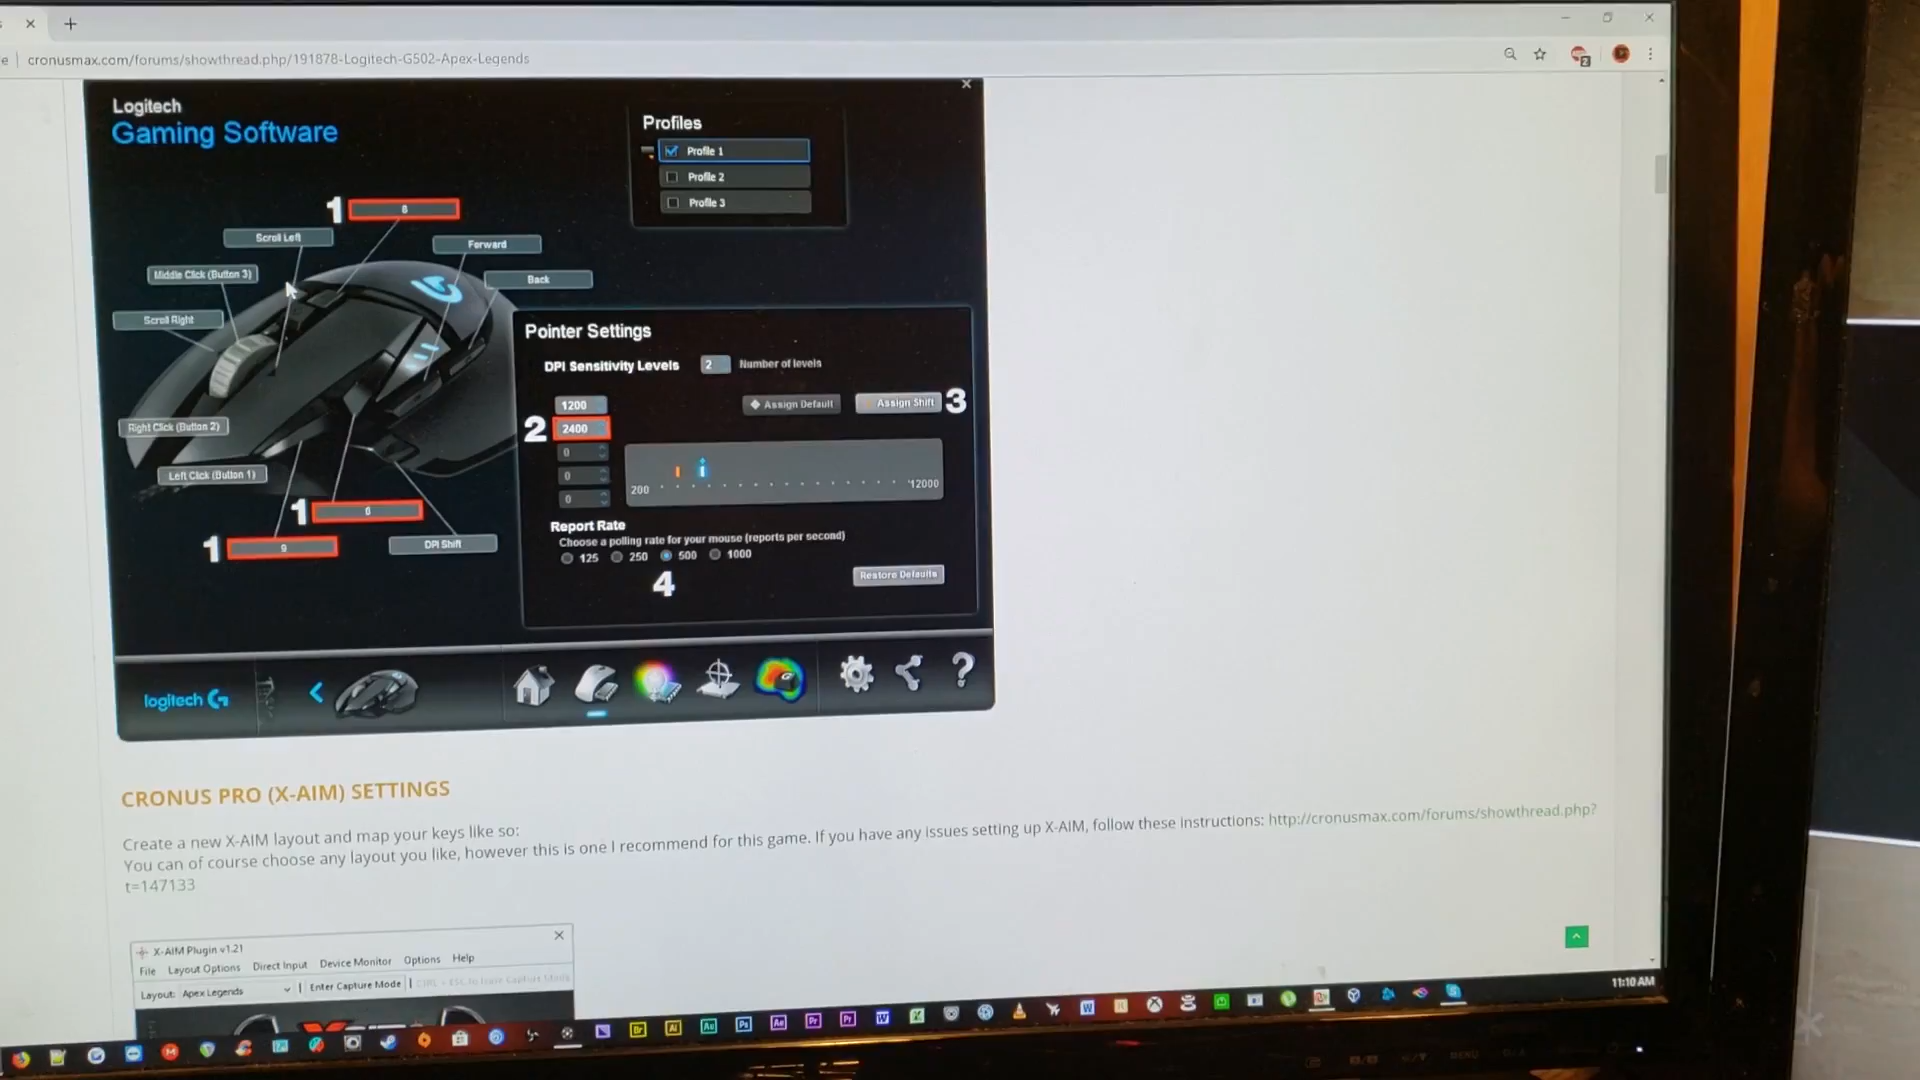 cronusmax.com/forums/showthread.php/191878-Logitech-G502-Apex-Legends
2
Logitech
Gaming Software
Profiles
Profile 1
Profile 2
Profile 3
1
8
Scroll Left
Forward
Middle Click (Button 3)
Back
Scroll Right
Pointer Settings
DPI Sensitivity Levels
2
Number of levels
1200
Assign Default
Assign Shift
3
2
2400
Right Click (Button 2)
0
0
0
200
12000
Left Click (Button 1)
1
6
1
9
DPI Shift
Report Rate
Choose a polling rate for your mouse (reports per second)
125 250 500 1000
4
Restore Defaults
logitech G
?
CRONUS PRO (X-AIM) SETTINGS
Create a new X-AIM layout and map your keys like so:
You can of course choose any layout you like, however this is one I recommend for this game. If you have any issues setting up X-AIM, follow these instructions: http://cronusmax.com/forums/showthread.php?
t=147133
X-AIM Plugin v1.21
File Layout Options Direct Input Device Monitor Options Help
Layout: Apex Legends Enter Capture Mode
11:10 AM
Br Ai Au Ps Ae Pr Pr W W